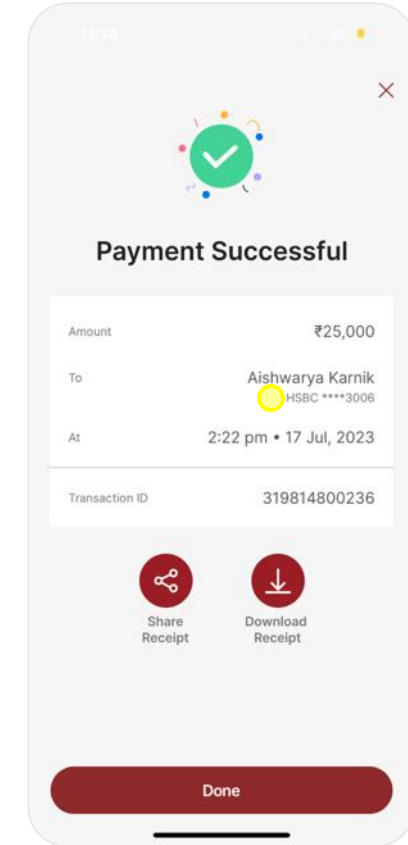 Payment Successful
Amount ₹25,000
To Aishwarya Karnik
HSBC ****3006
At 2:22 pm • 17 Jul, 2023
Transaction ID 319814800236
Share Receipt
Download Receipt
Done